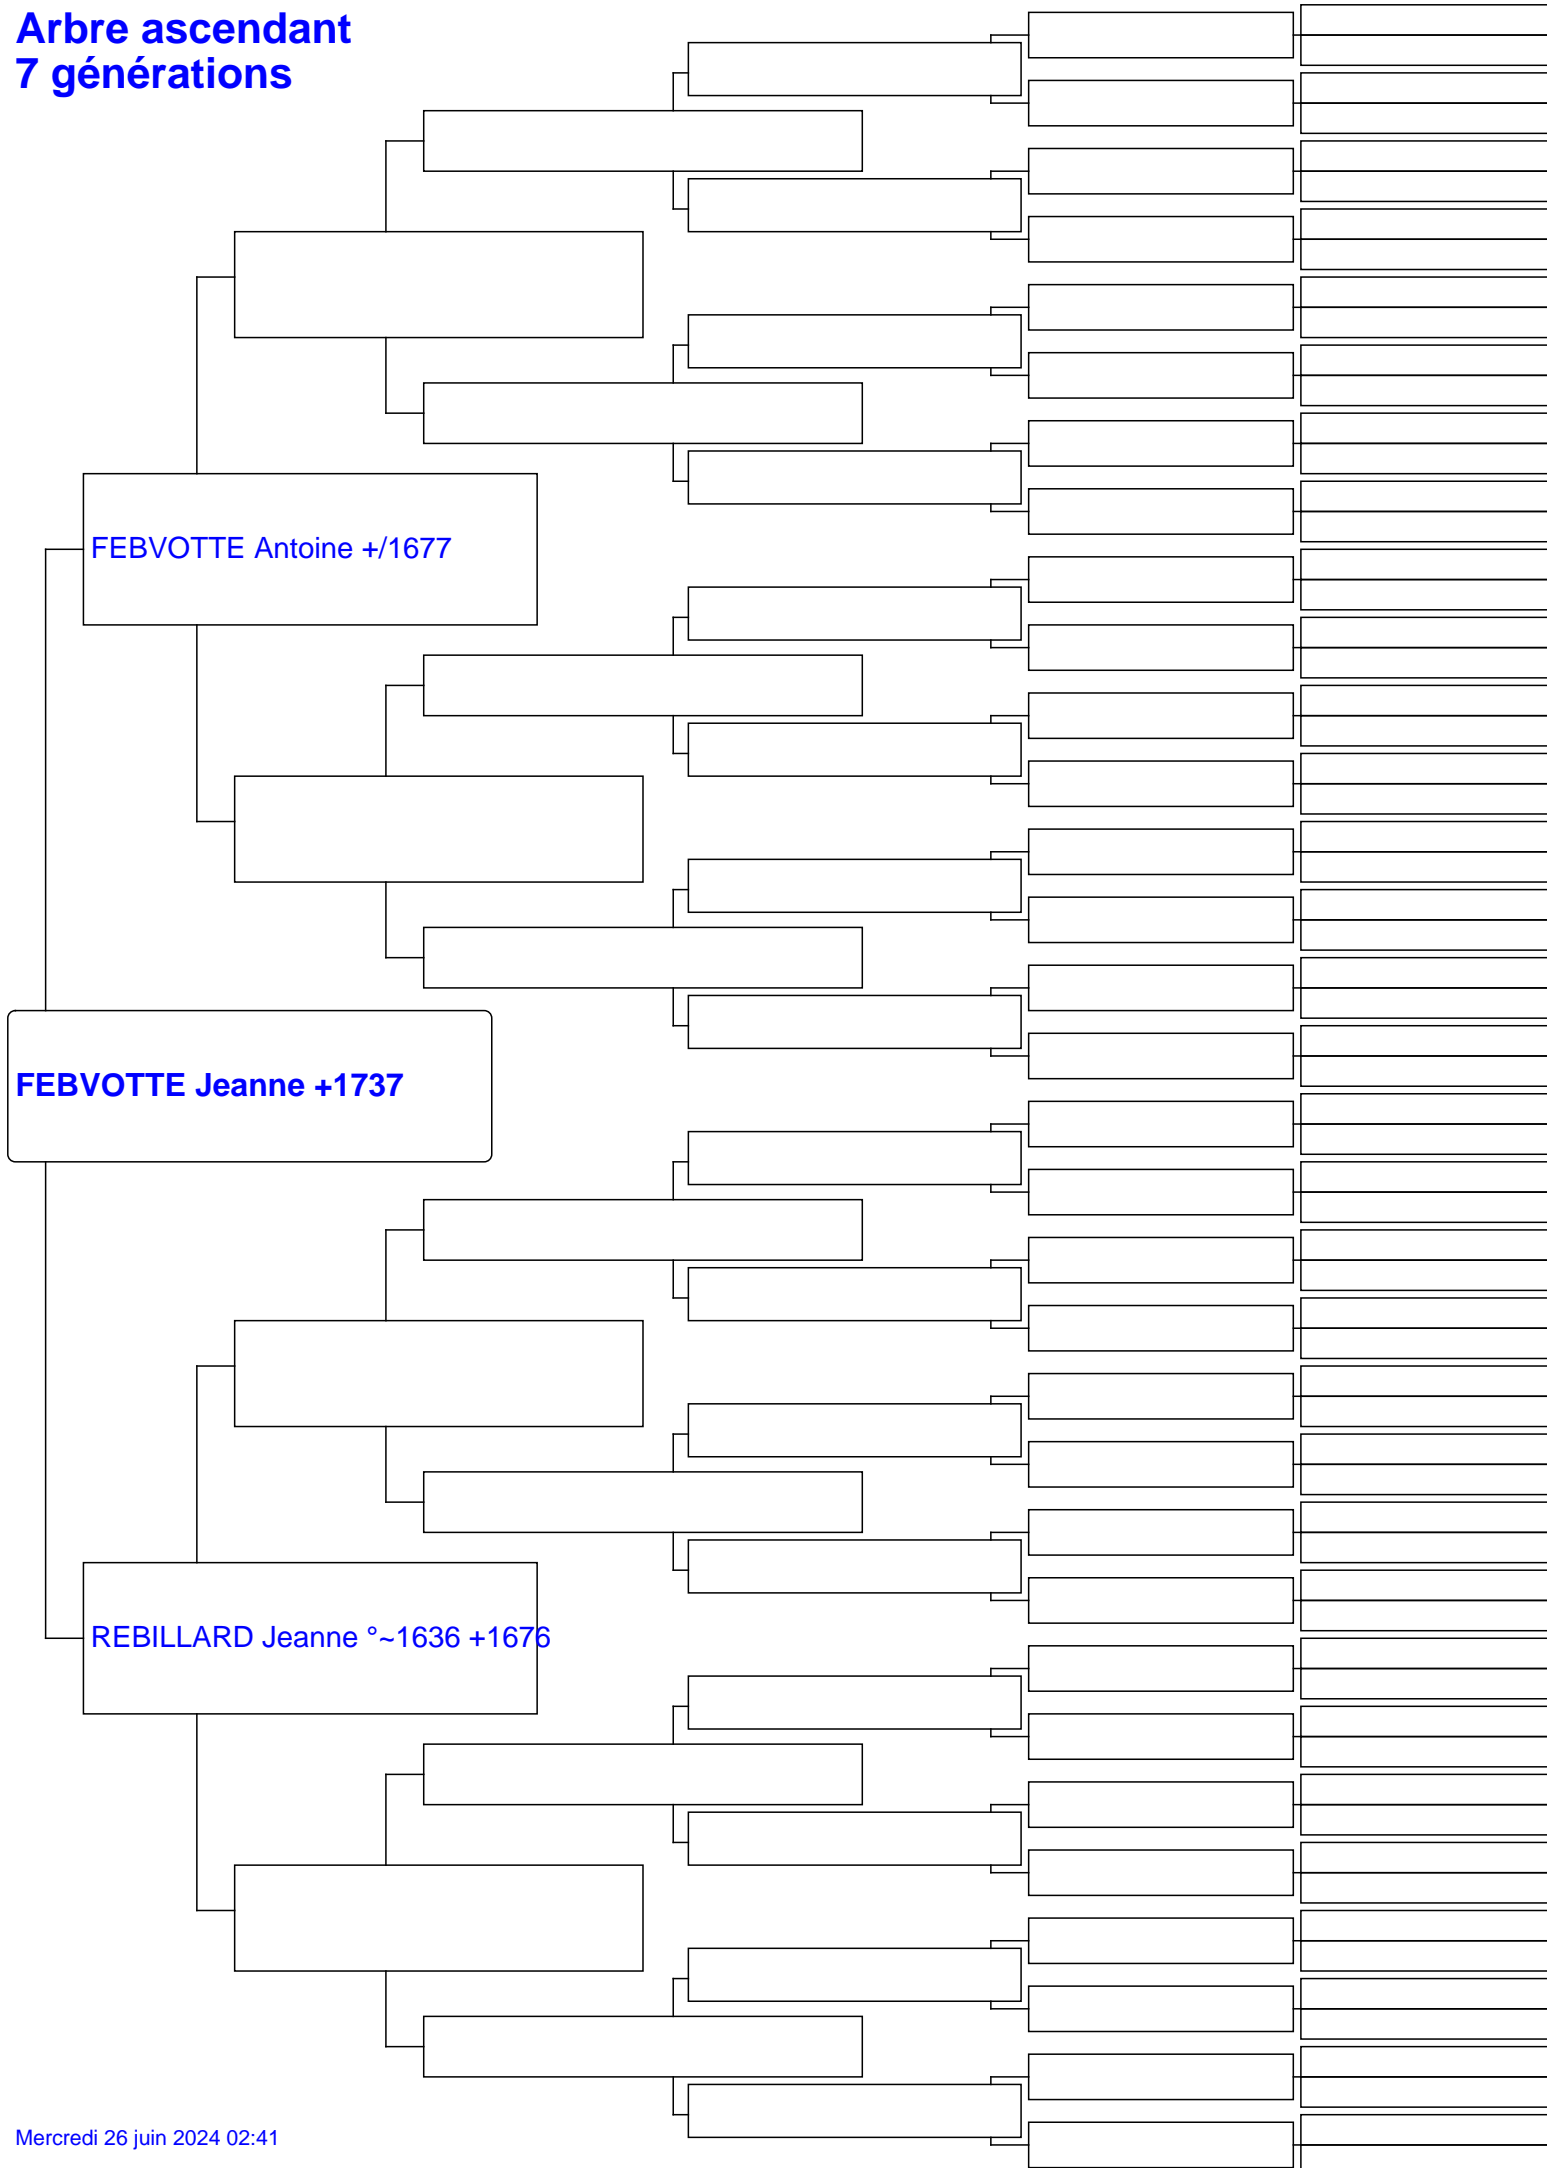 Arbre ascendant
7 générations
FEBVOTTE Antoine +/1677
FEBVOTTE Jeanne +1737
REBILLARD Jeanne °~1636 +1676
Mercredi 26 juin 2024 02:41